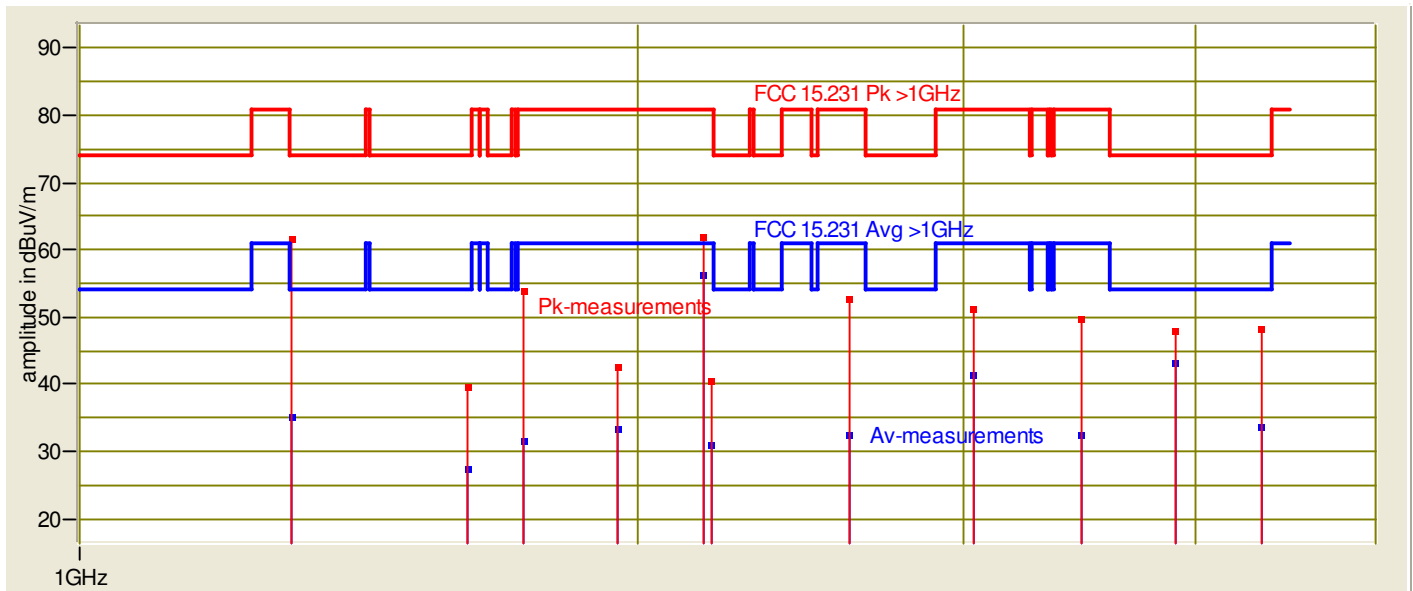 90
FCC 15.231 Pk >1GHz
80
70
FCC 15.231 Avg >1GHz
60
amplitude in dBuV/m
50
Pk-measurements
40
Av-measurements
30
20
1GHz